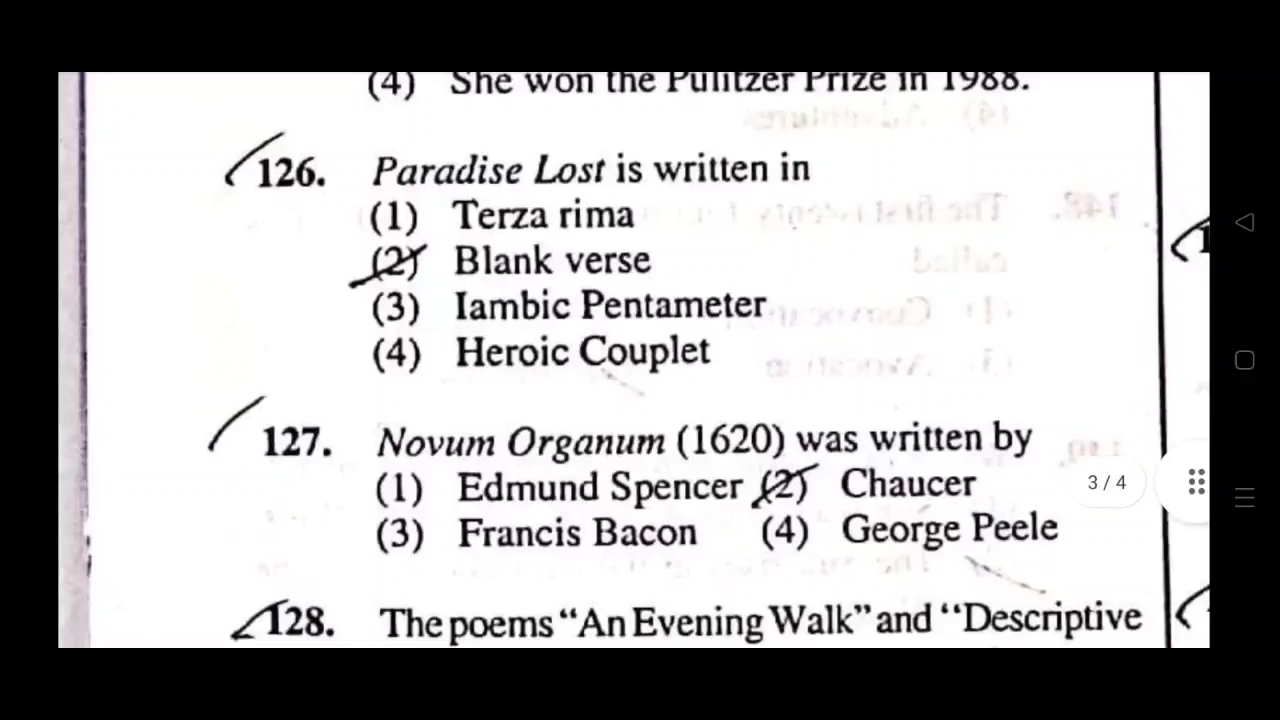 (4) She won the Pulitzer Prize in 1988.
126. Paradise Lost is written in
(1) Terza rima
(2) Blank verse
(3) Iambic Pentameter
(4) Heroic Couplet
127. Novum Organum (1620) was written by
(1) Edmund Spencer (2) Chaucer
(3) Francis Bacon (4) George Peele
3 / 4
128. The poems “An Evening Walk” and “Descriptive